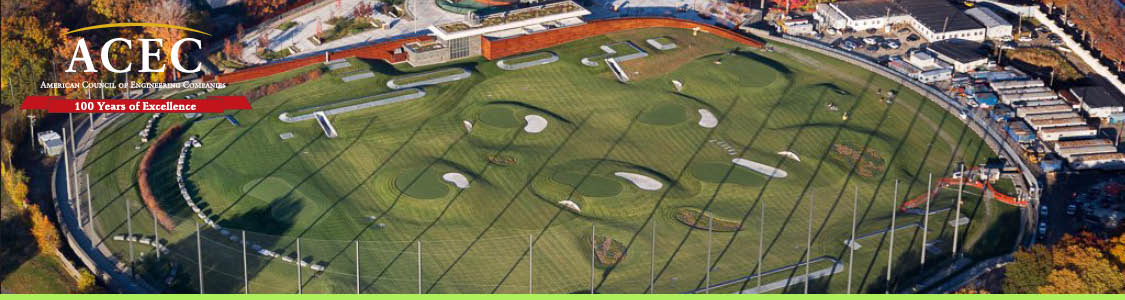 ACEC
American Council of Engineering Companies
100 Years of Excellence